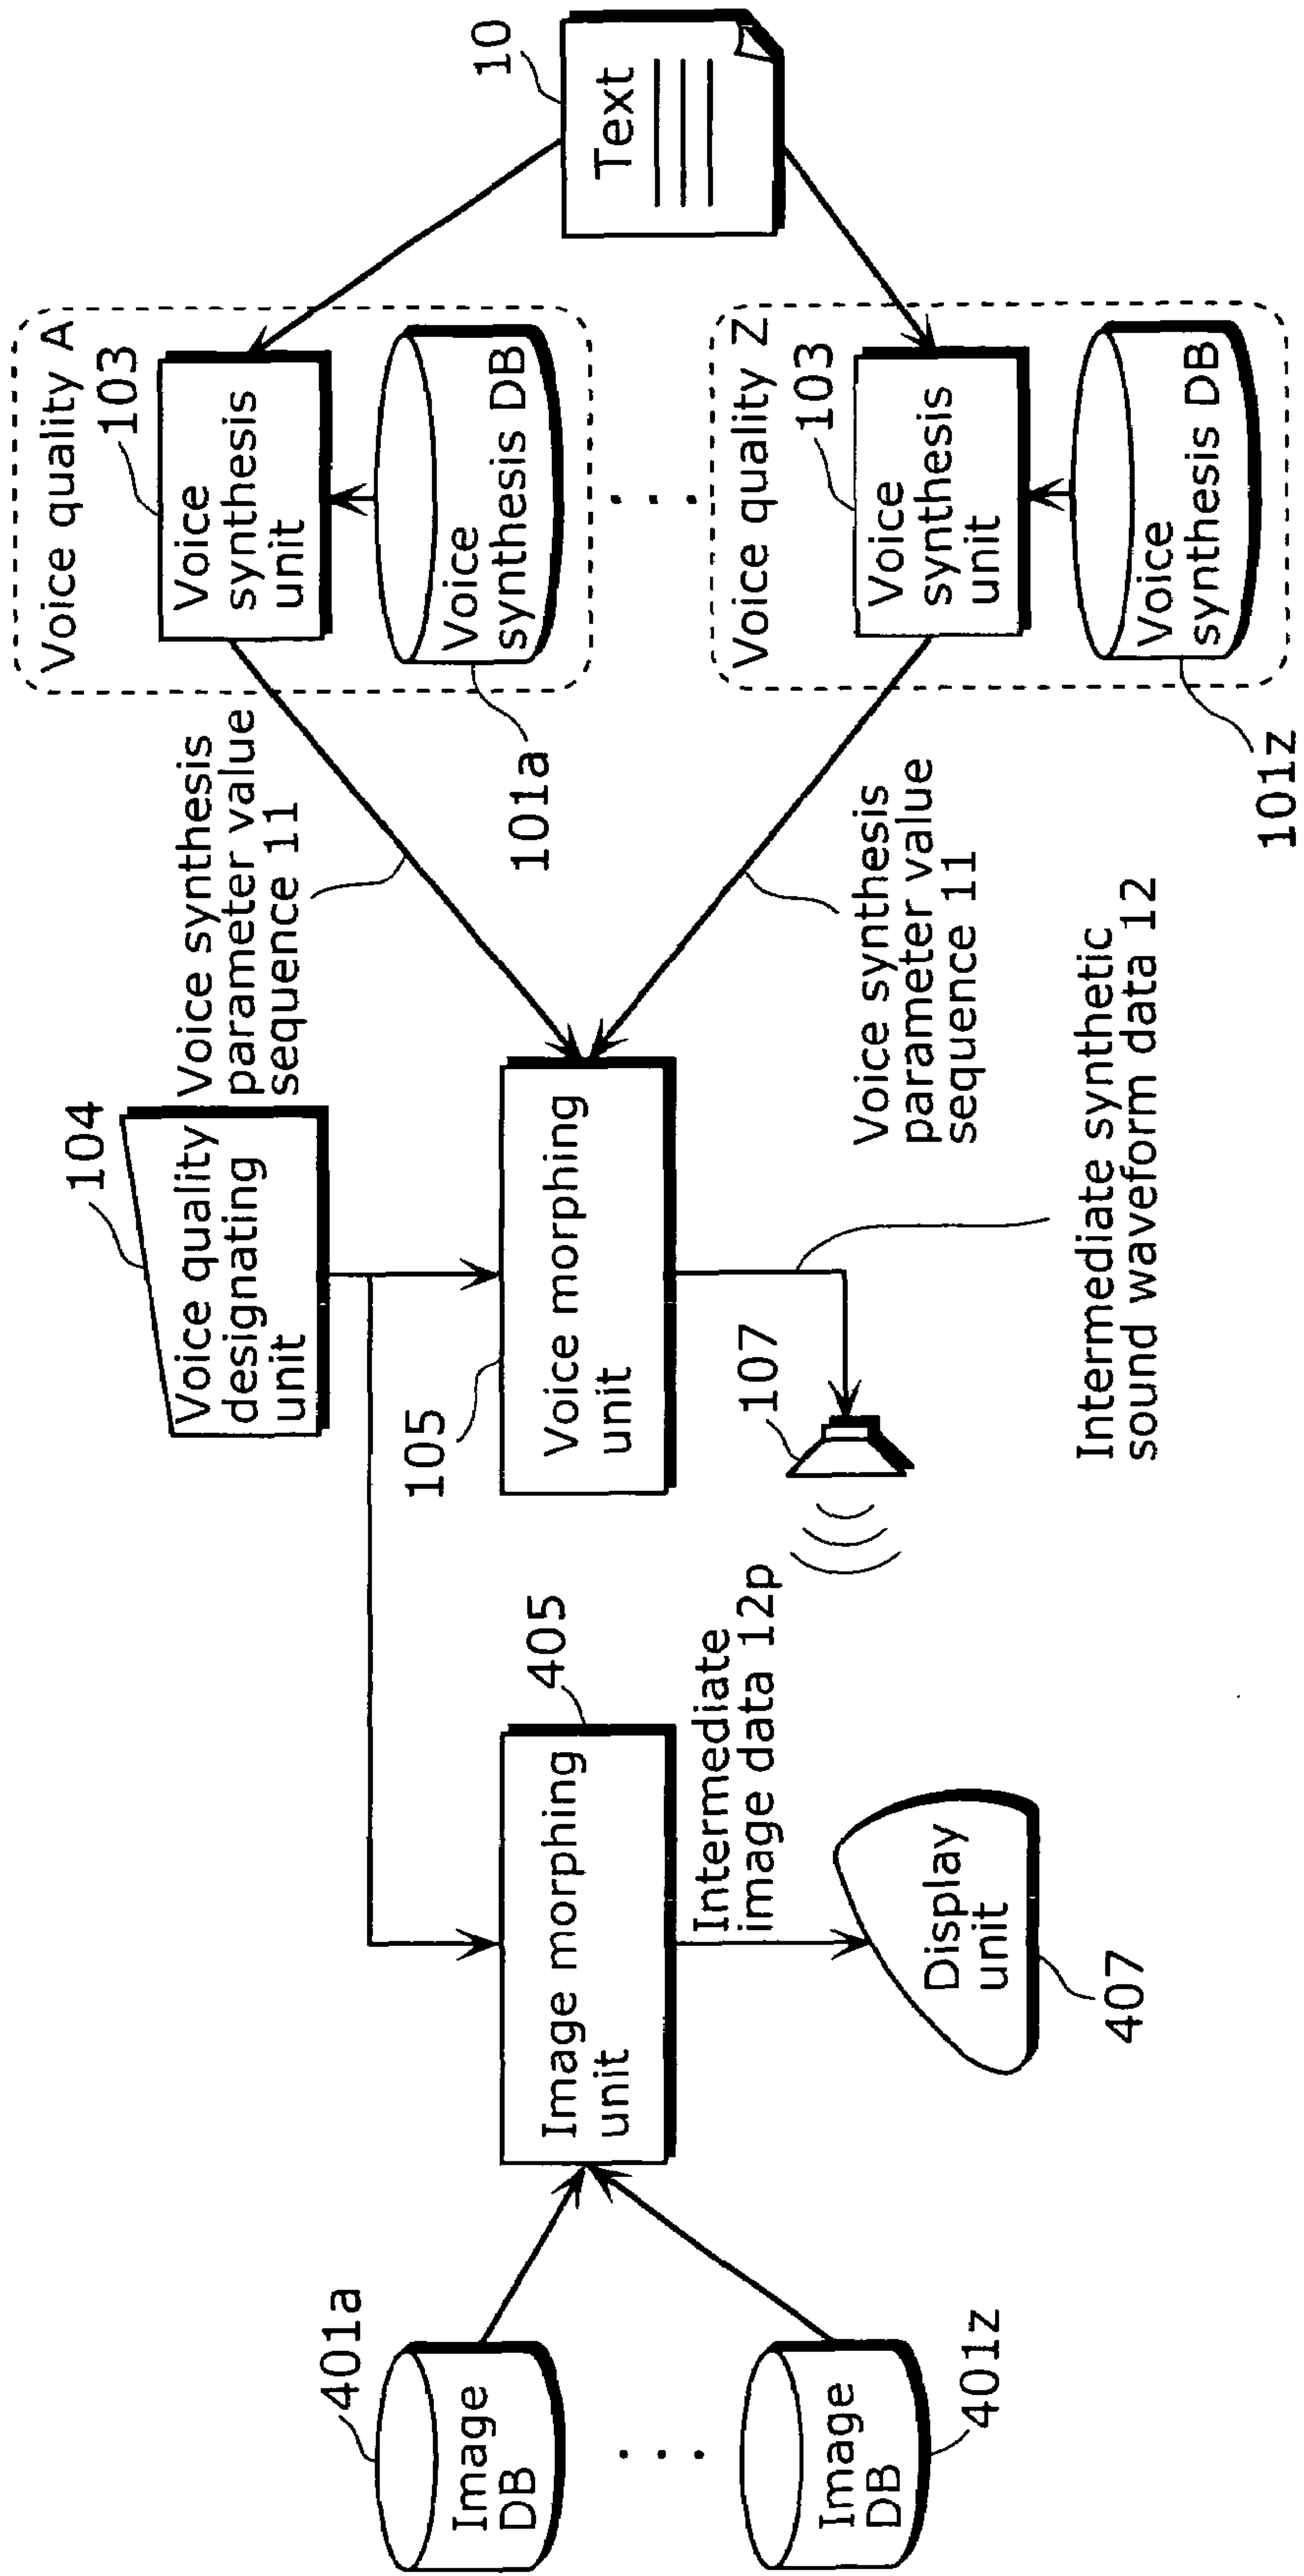 401a
Image
DB
Image
DB
401z
Image morphing
unit
405
Intermediate
image data 12p
Display
unit
407
104
Voice quality
designating
unit
105
Voice morphing
unit
107
Intermediate synthetic
sound waveform data 12
Voice synthesis
parameter value
sequence 11
Voice synthesis
parameter value
sequence 11
Voice quality A
103
Voice
synthesis
unit
Voice
synthesis DB
101a
Voice quality Z
103
Voice
synthesis
unit
Voice
synthesis DB
101z
10
Text